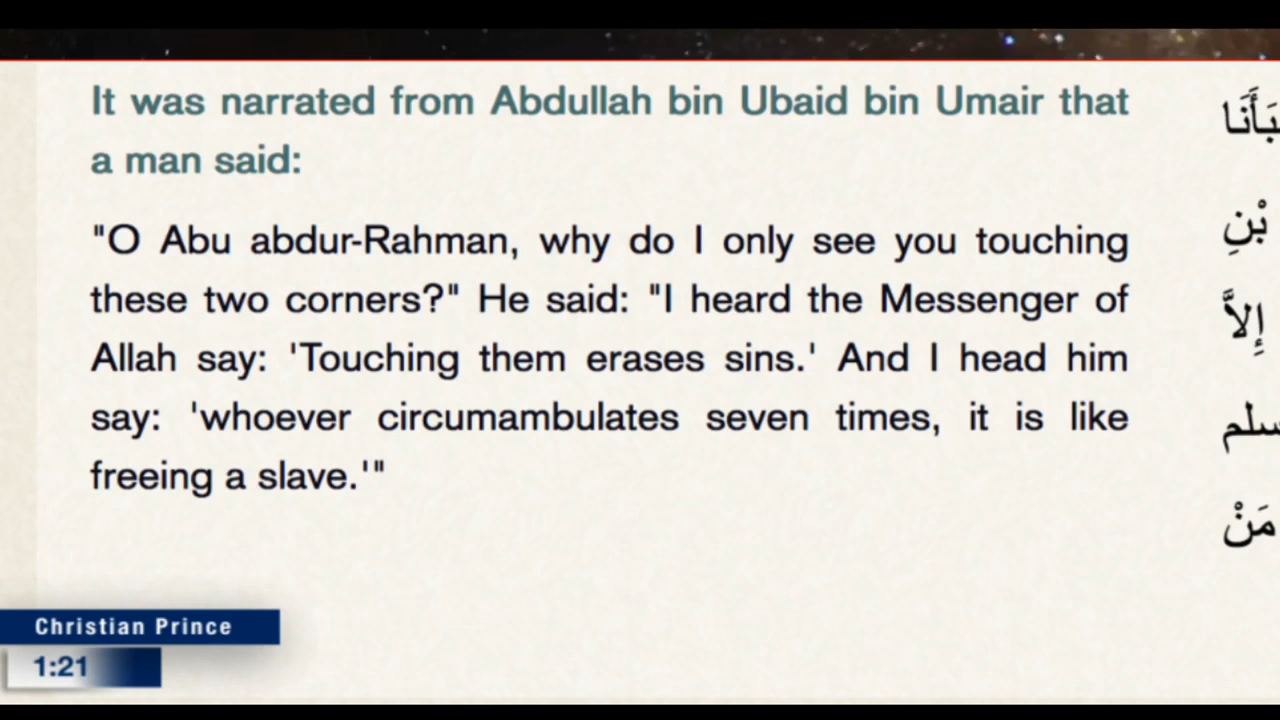 It was narrated from Abdullah bin Ubaid bin Umair that
a man said:
"O Abu abdur-Rahman, why do I only see you touching
these two corners?" He said: "I heard the Messenger of
Allah say: 'Touching them erases sins.' And I head him
say: 'whoever circumambulates seven times, it is like
freeing a slave.'"
بْنِ
إِلاَّ
مَنْ
Christian Prince
1:21